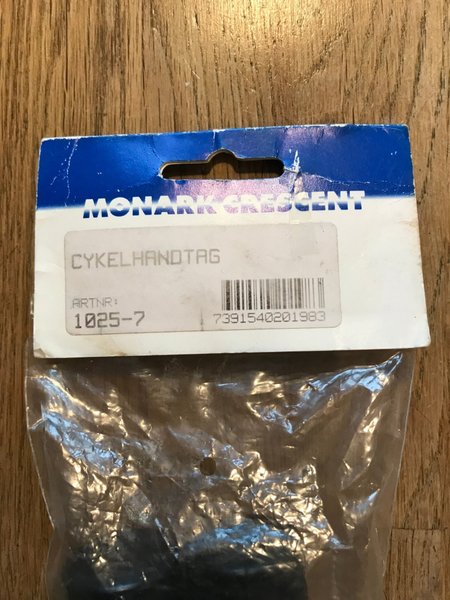 MONARK CRESCENT
CYKELHANDTAG
ARTNR:
1025-7
7391540201983